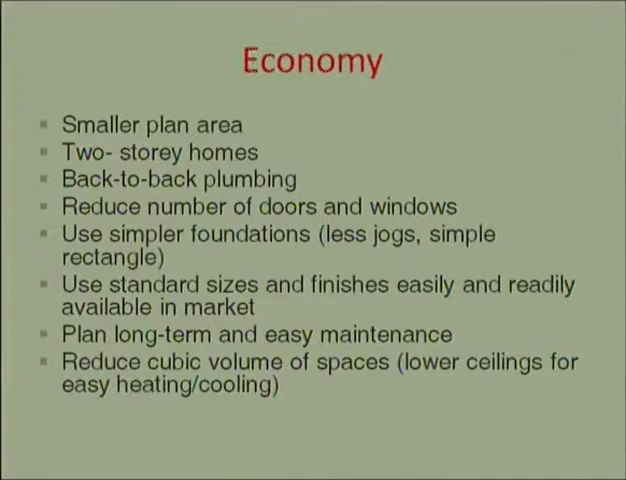 Economy
Smaller plan area
Two- storey homes
Back-to-back plumbing
Reduce number of doors and windows
Use simpler foundations (less jogs, simple
rectangle)
Use standard sizes and finishes easily and readily
available in market
Plan long-term and easy maintenance
Reduce cubic volume of spaces (lower ceilings for
easy heating/cooling)